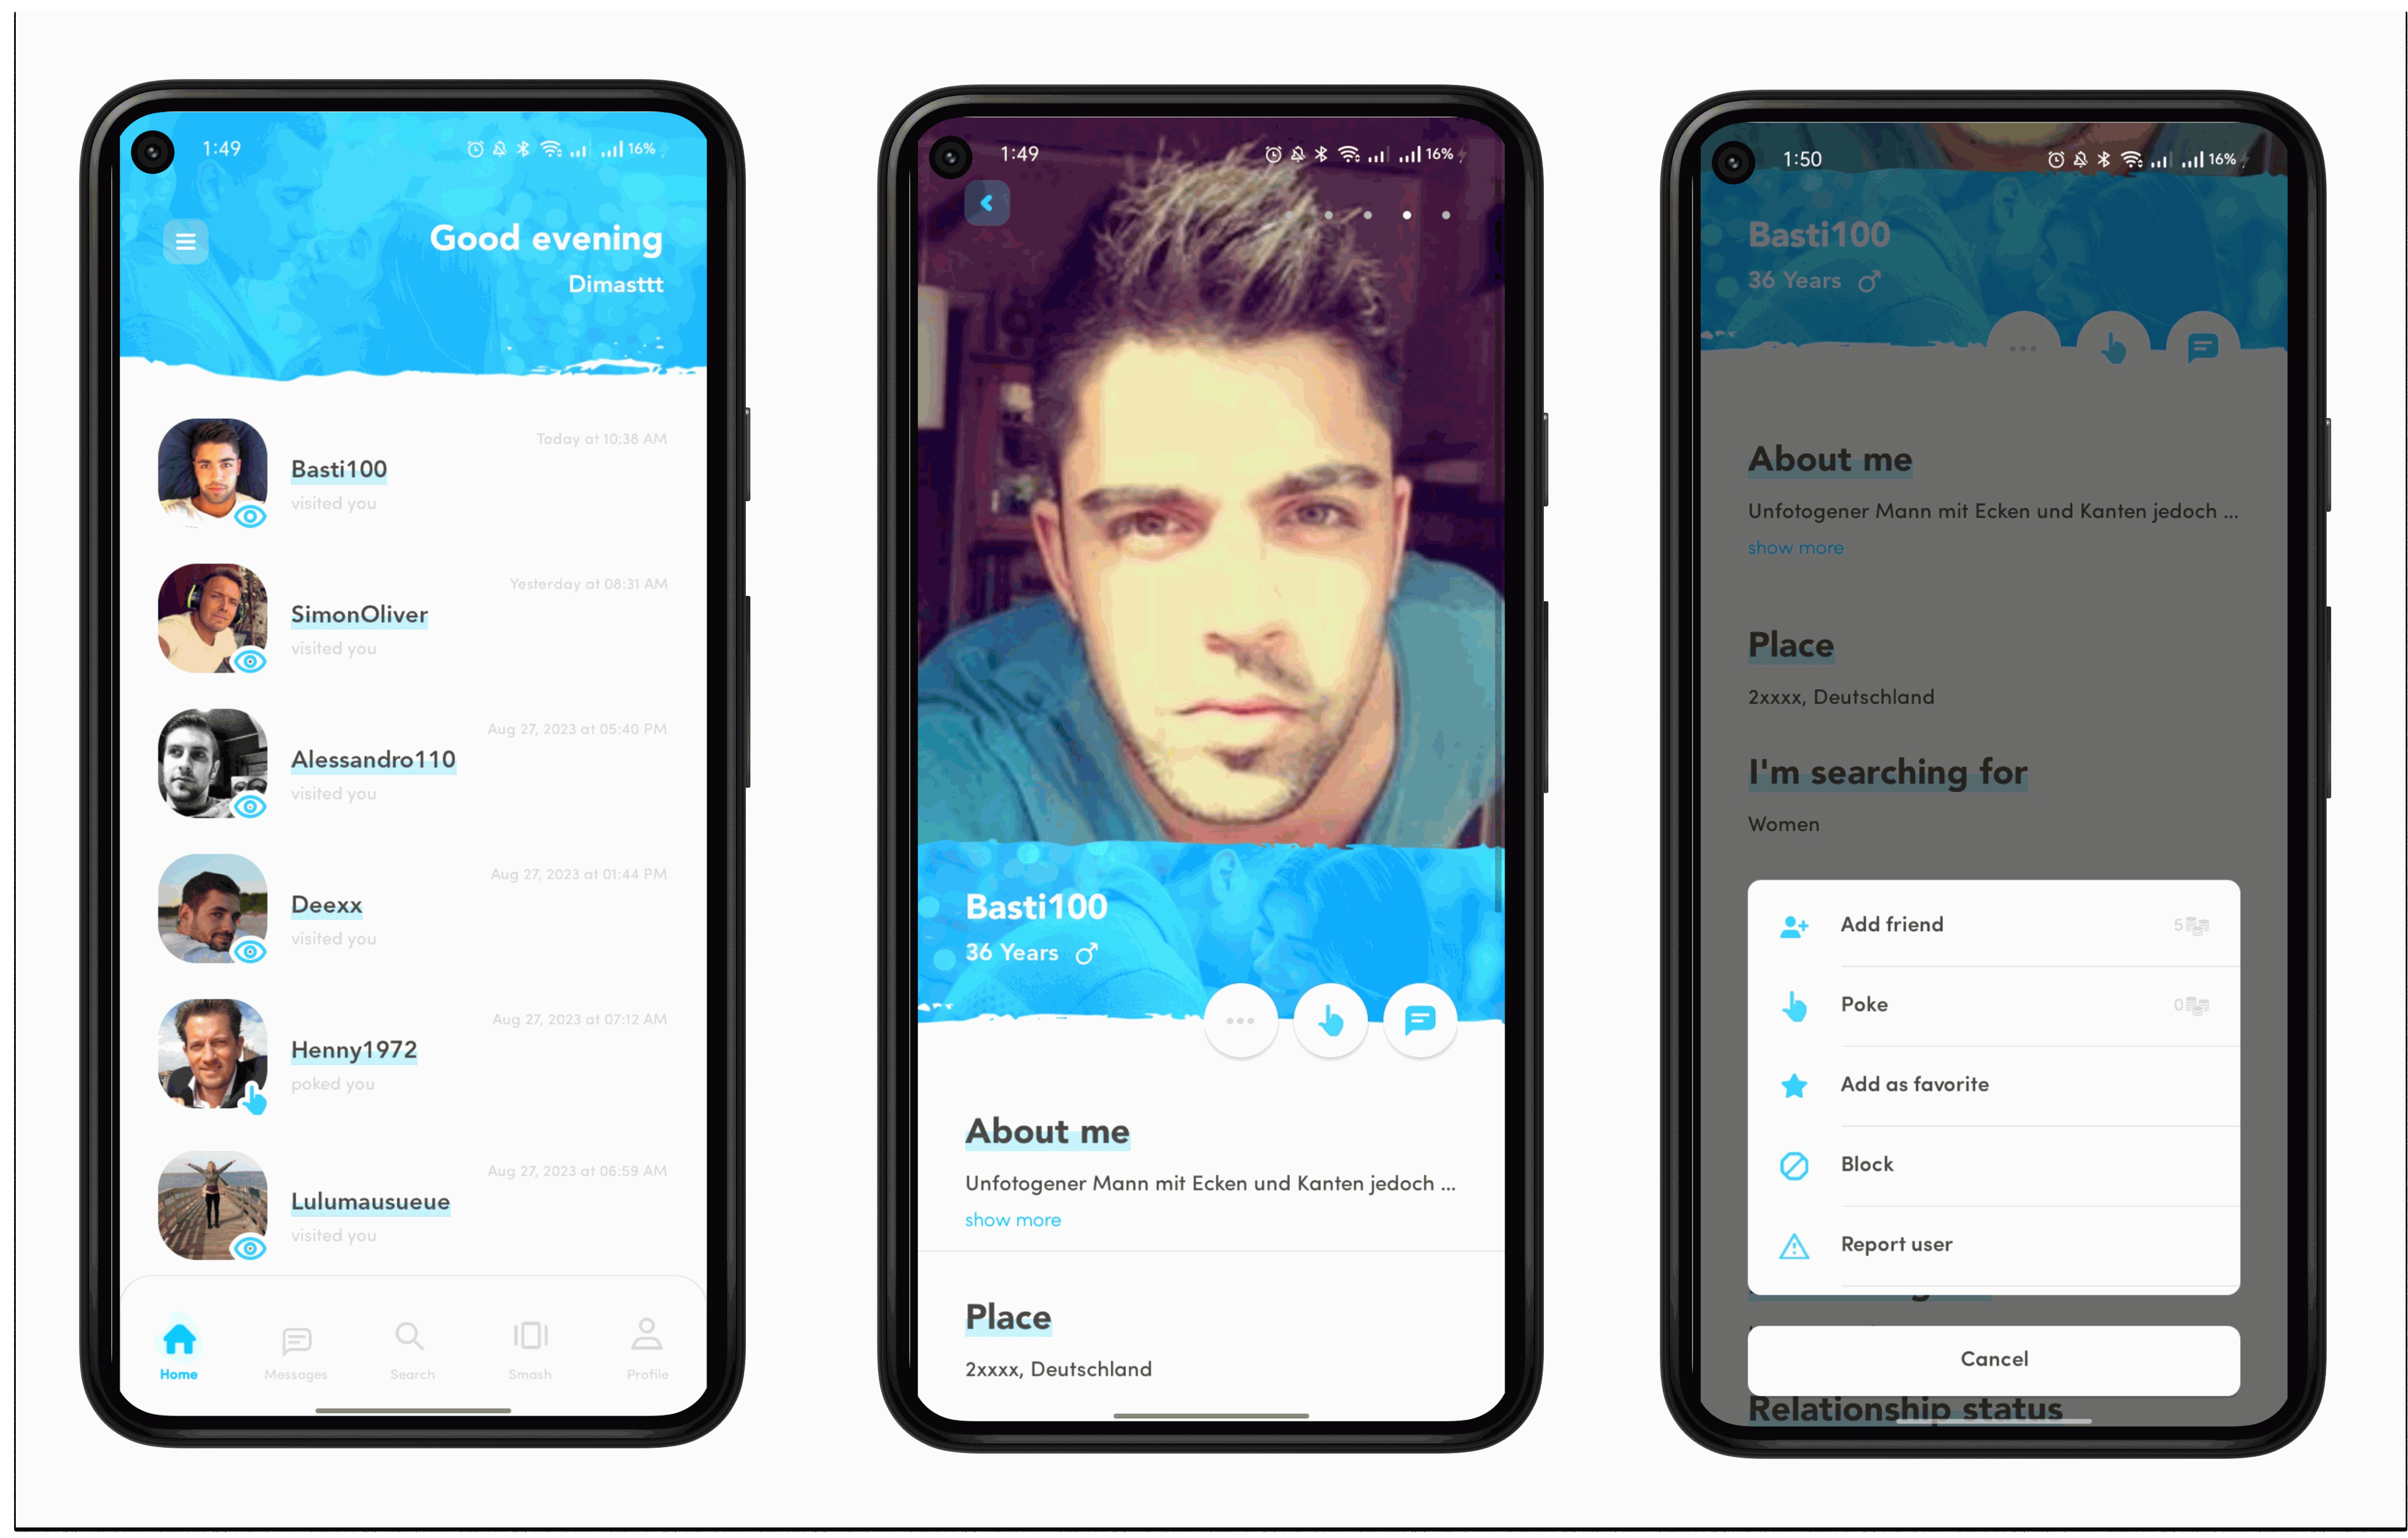 1:49
16%
Good evening
Dimasttt
Today at 10:38 AM
Basti100
visited you
Yesterday at 08:31 AM
SimonOliver
visited you
Aug 27, 2023 at 05:40 PM
Alessandro110
visited you
Aug 27, 2023 at 01:44 PM
Deexx
visited you
Aug 27, 2023 at 07:12 AM
Henny1972
poked you
Aug 27, 2023 at 06:59 AM
Lulumausueue
visited you
Home
Messages
Search
Smash
Profile
1:49
16%
Basti100
36 Years
About me
Unfotogener Mann mit Ecken und Kanten jedoch ...
show more
Place
2xxxx, Deutschland
1:50
16%
Basti100
36 Years
About me
Unfotogener Mann mit Ecken und Kanten jedoch ...
show more
Place
2xxxx, Deutschland
I'm searching for
Women
Add friend
5
Poke
0
Add as favorite
Block
Report user
Cancel
Relationship status